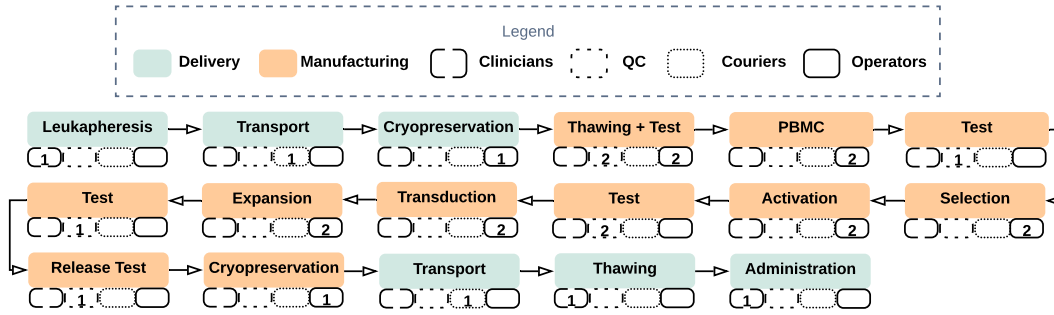 Legend
Delivery Manufacturing Clinicians QC Couriers Operators
Leukapheresis Transport Cryopreservation Thawing + Test PBMC Test
1 1 1 2 2 2 1
Test Expansion Transduction Test Activation Selection
1 2 2 2 2 2
Release Test Cryopreservation Transport Thawing Administration
1 1 1 1 1